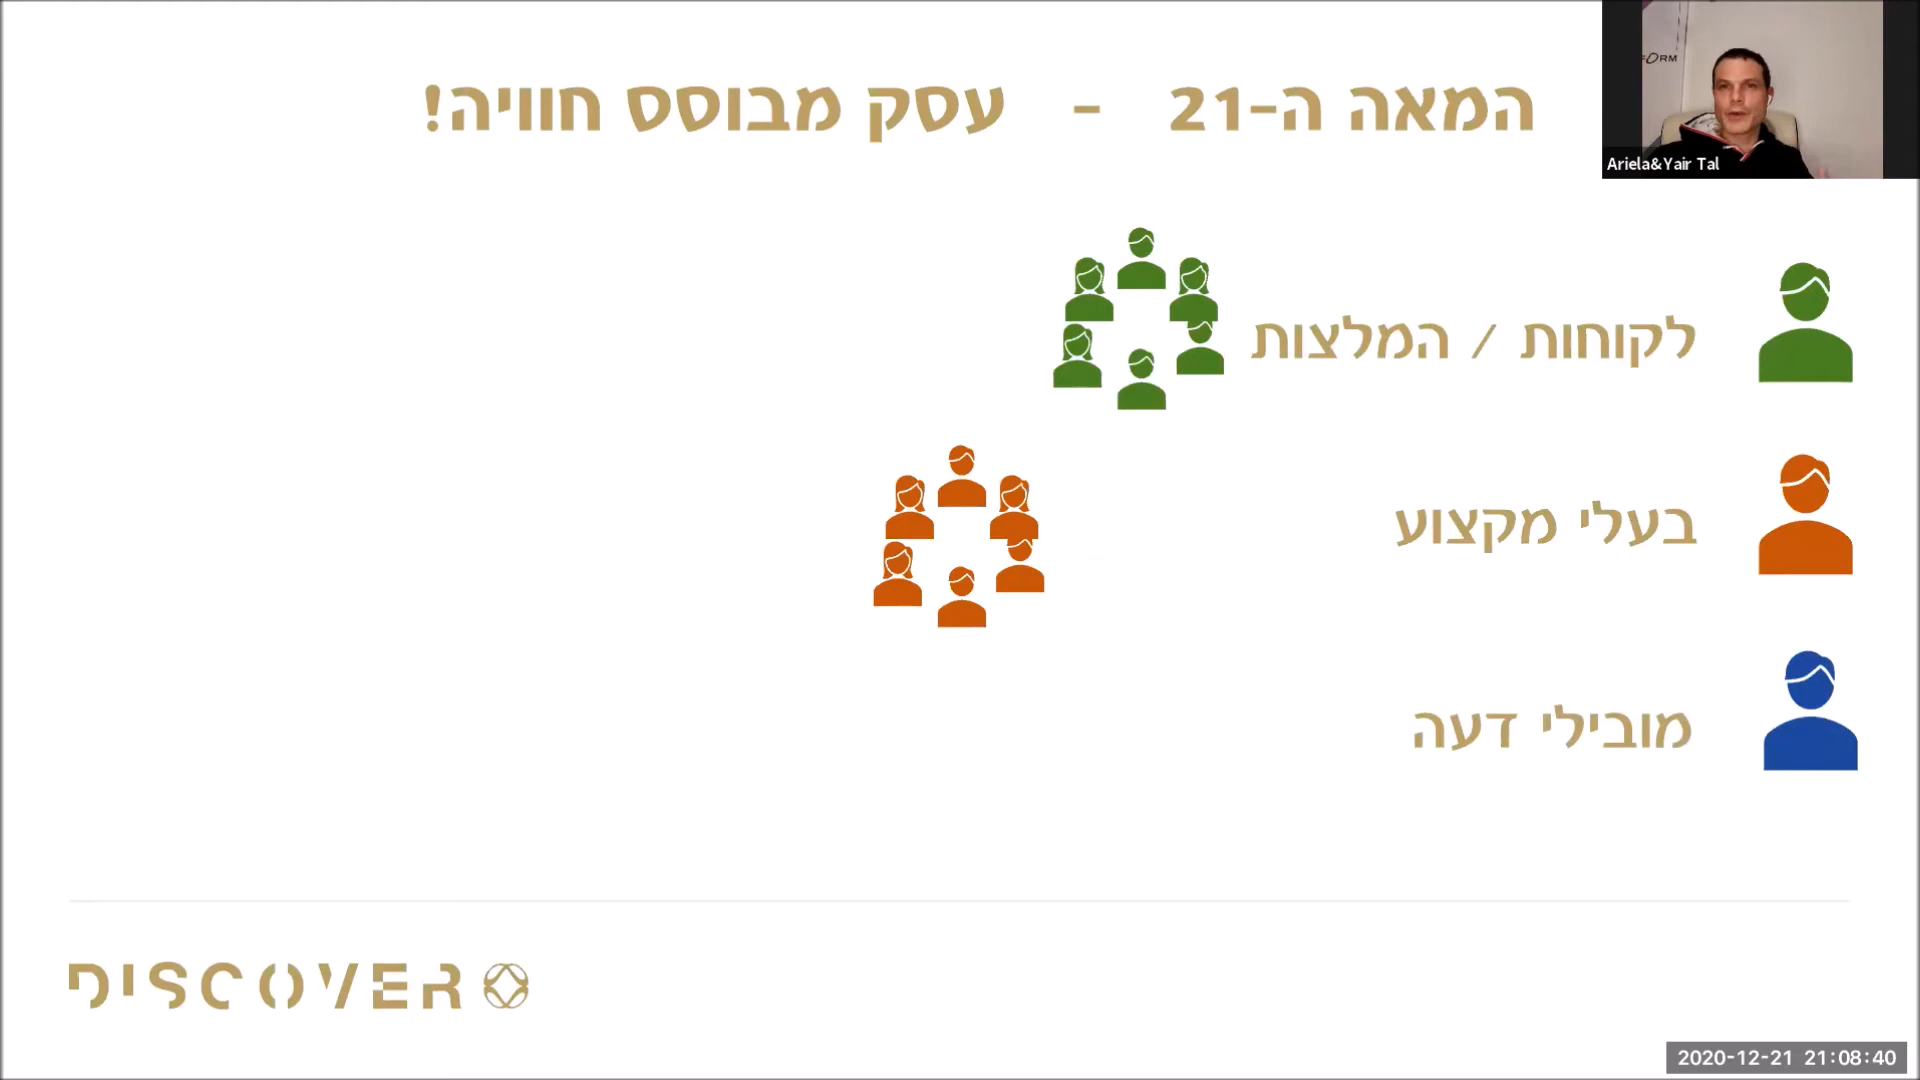 המאה ה-21 - עסק מבוסס חוויה!
FORM
Ariela&Yair Tal
לקוחות / המלצות
בעלי מקצוע
מובילי דעה
DISCOVER
2020-12-21 21:08:40